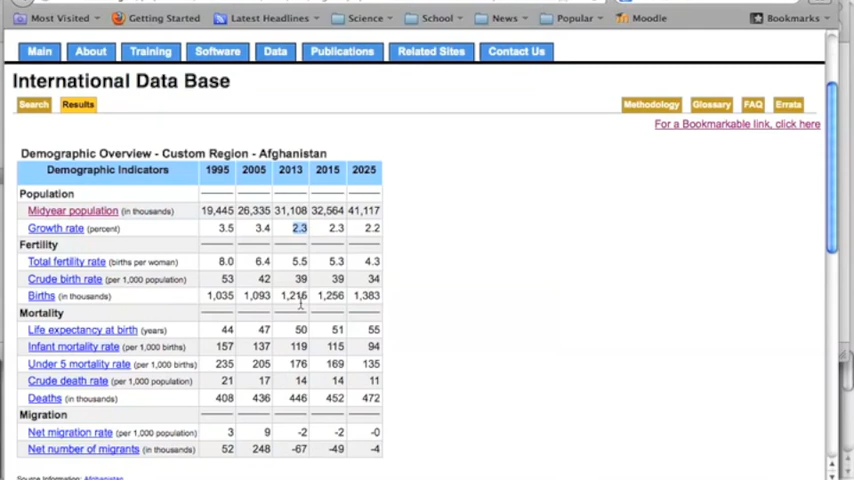 Most Visited Getting Started Latest Headlines Science School News Popular Moodle Bookmarks
Main About Training Software Data Publications Related Sites Contact Us
International Data Base
Search Results Methodology Glossary FAQ Errata
For a Bookmarkable link, click here
Demographic Overview - Custom Region - Afghanistan
Demographic Indicators 1995 2005 2013 2015 2025
Population
Midyear population (in thousands) 19,445 26,335 31,108 32,564 41,117
Growth rate (percent) 3.5 3.4 2.3 2.3 2.2
Fertility
Total fertility rate (births per woman) 8.0 6.4 5.5 5.3 4.3
Crude birth rate (per 1,000 population) 53 42 39 39 34
Births (in thousands) 1,035 1,093 1,216 1,256 1,383
Mortality
Life expectancy at birth (years) 44 47 50 51 55
Infant mortality rate (per 1,000 births) 157 137 119 115 94
Under 5 mortality rate (per 1,000 births) 235 205 176 169 135
Crude death rate (per 1,000 population) 21 17 14 14 11
Deaths (in thousands) 408 436 446 452 472
Migration
Net migration rate (per 1,000 population) 3 9 -2 -2 -0
Net number of migrants (in thousands) 52 248 -67 -49 -4
Source Information: Afghanistan